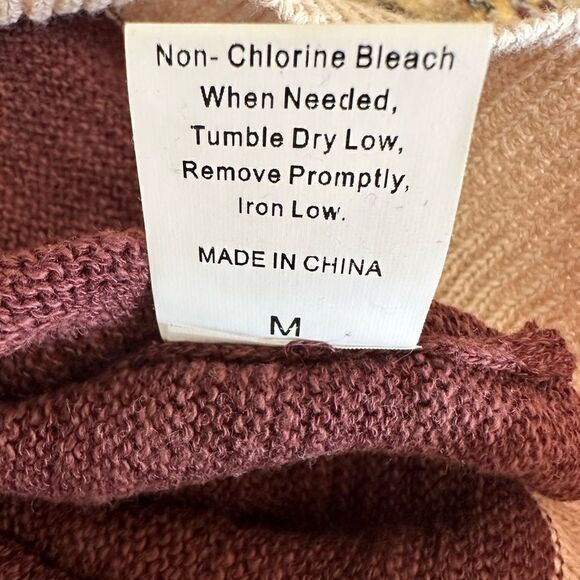 Non- Chlorine Bleach
When Needed,
Tumble Dry Low,
Remove Promptly,
Iron Low.
MADE IN CHINA
M